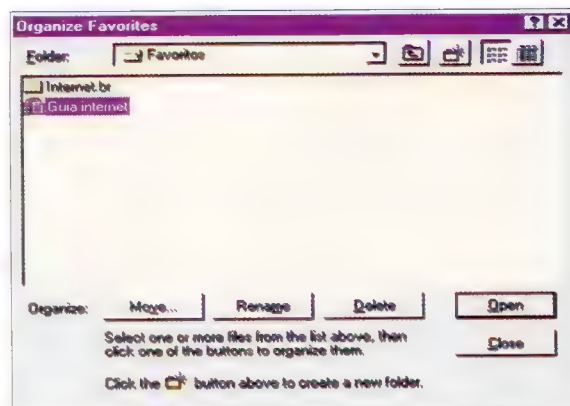 Organize Favorites
Folder: Favorites
Internet.br
Guia internet
Organize: Move... Rename Delete Open
Select one or more files from the list above, then
click one of the buttons to organize them.
Close
Click the button above to create a new folder.